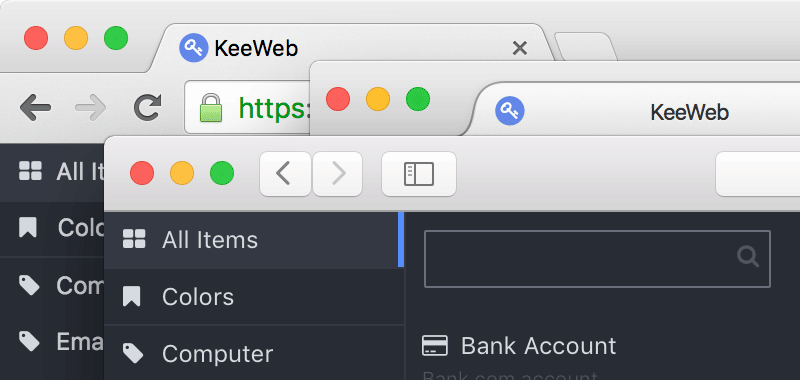 KeeWeb
https:
KeeWeb
All It
Colo
Com
Ema
All Items
Colors
Computer
Bank Account
Bank.com account